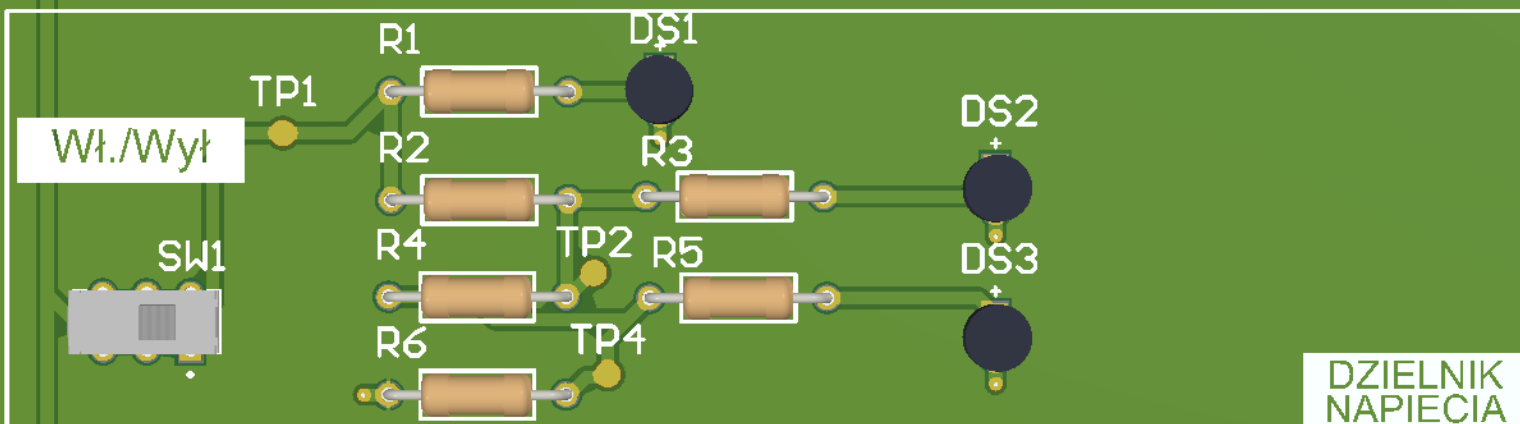 R1
DS1
+
TP1
DS2
+
Wł./Wył
R2
R3
R4
TP2
R5
DS3
+
SW1
R6
TP4
DZIELNIK
NAPIECIA